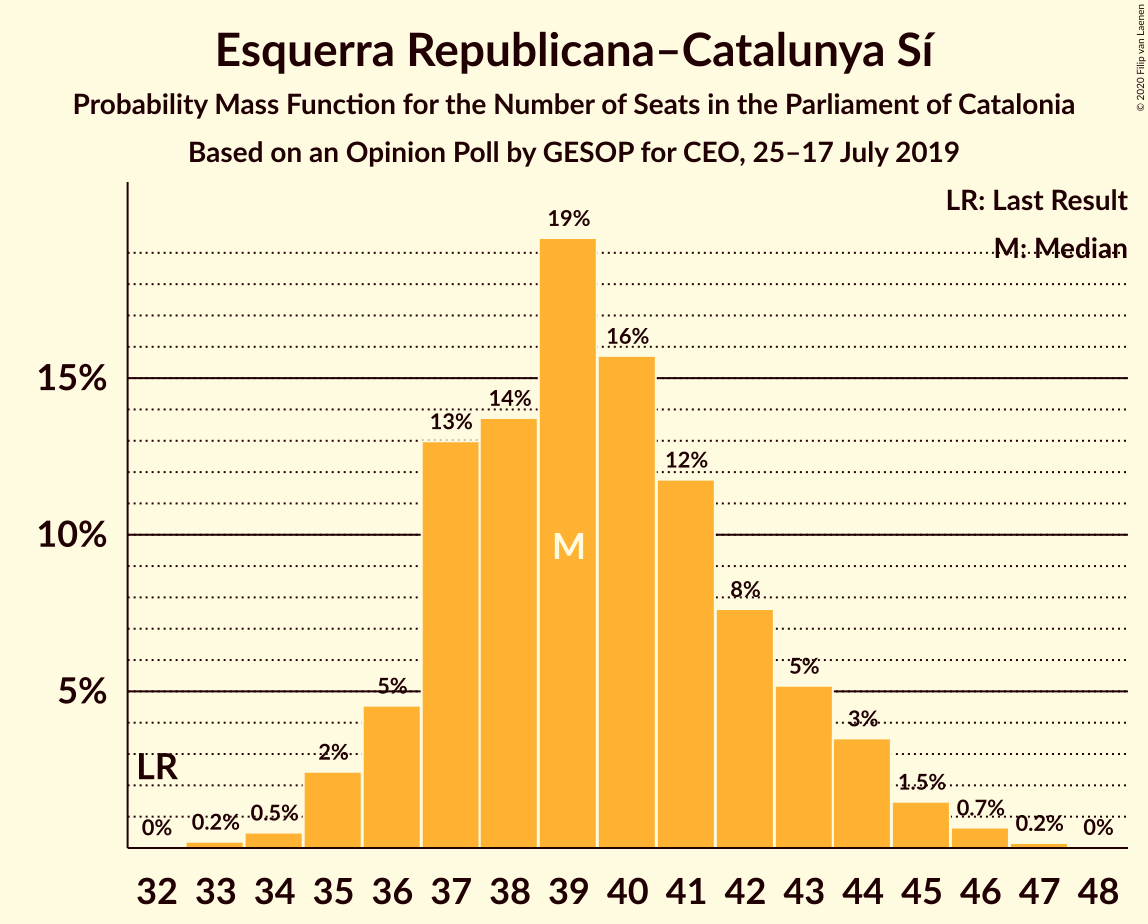 Esquerra Republicana–Catalunya Sí
Probability Mass Function for the Number of Seats in the Parliament of Catalonia
Based on an Opinion Poll by GESOP for CEO, 25–17 July 2019
© 2020 Filip van Laenen
LR: Last Result
M: Median
15%
10%
5%
LR
0%
0.2%
0.5%
2%
5%
13%
14%
19%
M
16%
12%
8%
5%
3%
1.5%
0.7%
0.2%
0%
32 33 34 35 36 37 38 39 40 41 42 43 44 45 46 47 48